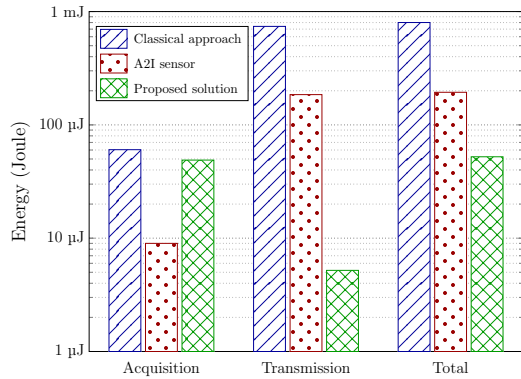 1 mJ
100 µJ
10 µJ
1 µJ
Energy (Joule)
Classical approach
A2I sensor
Proposed solution
Acquisition
Transmission
Total